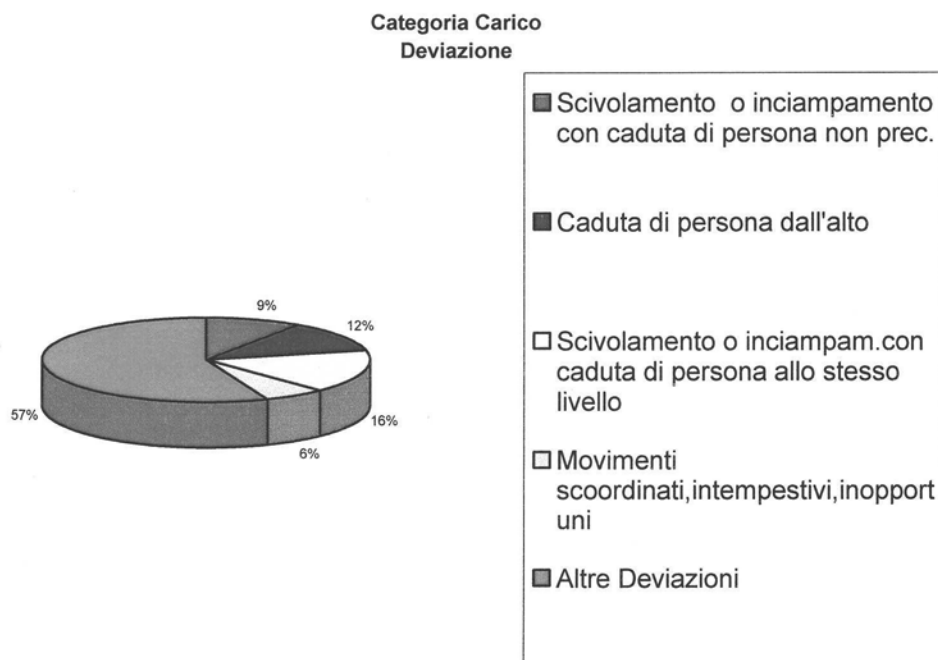 Categoria Carico
Deviazione
9%
12%
16%
6%
57%
Scivolamento o inciampamento
con caduta di persona non prec.
Caduta di persona dall'alto
Scivolamento o inciampam.con
caduta di persona allo stesso
livello
Movimenti
scoordinati,intempestivi,inopport
uni
Altre Deviazioni